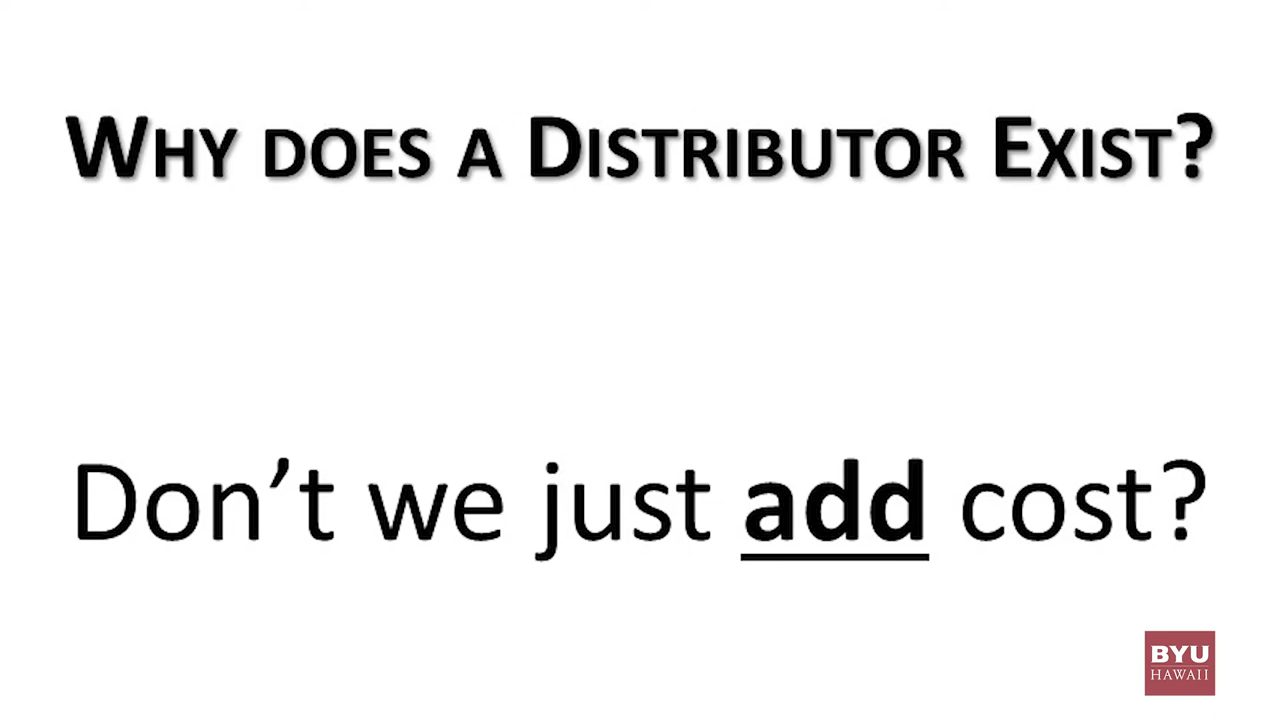 Why does a Distributor Exist?
Don’t we just add cost?
BYU
HAWAII